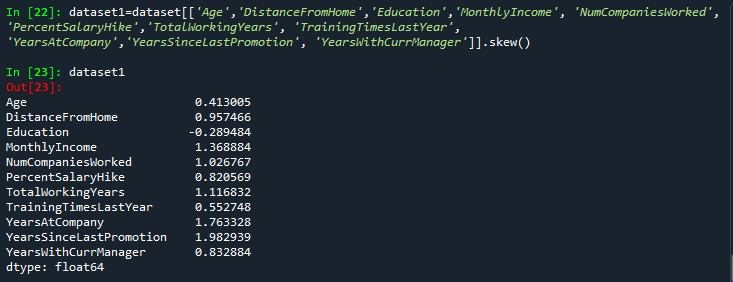 In [22]: dataset1=dataset[['Age','DistanceFromHome','Education','MonthlyIncome', 'NumCompaniesWorked',
'PercentSalaryHike','TotalWorkingYears', 'TrainingTimesLastYear',
'YearsAtCompany','YearsSinceLastPromotion', 'YearsWithCurrManager']].skew()
In [23]: dataset1
Out[23]:
Age 0.413005
DistanceFromHome 0.957466
Education -0.289484
MonthlyIncome 1.368884
NumCompaniesWorked 1.026767
PercentSalaryHike 0.820569
TotalWorkingYears 1.116832
TrainingTimesLastYear 0.552748
YearsAtCompany 1.763328
YearsSinceLastPromotion 1.982939
YearsWithCurrManager 0.832884
dtype: float64